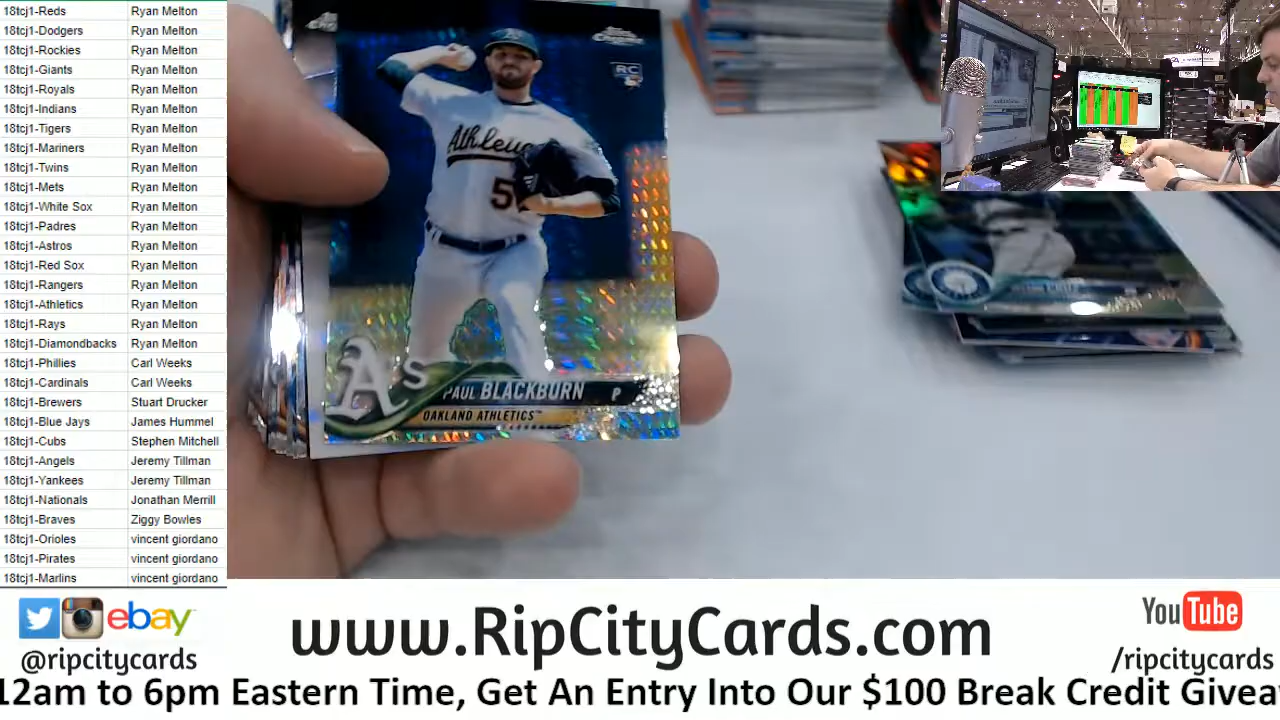 18tcj1-Reds Ryan Melton
18tcj1-Dodgers Ryan Melton
18tcj1-Rockies Ryan Melton
18tcj1-Giants Ryan Melton
18tcj1-Royals Ryan Melton
18tcj1-Indians Ryan Melton
18tcj1-Tigers Ryan Melton
18tcj1-Mariners Ryan Melton
18tcj1-Twins Ryan Melton
18tcj1-Mets Ryan Melton
18tcj1-White Sox Ryan Melton
18tcj1-Padres Ryan Melton
18tcj1-Astros Ryan Melton
18tcj1-Red Sox Ryan Melton
18tcj1-Rangers Ryan Melton
18tcj1-Athletics Ryan Melton
18tcj1-Rays Ryan Melton
18tcj1-Diamondbacks Ryan Melton
18tcj1-Phillies Carl Weeks
18tcj1-Cardinals Carl Weeks
18tcj1-Brewers Stuart Drucker
18tcj1-Blue Jays James Hummel
18tcj1-Cubs Stephen Mitchell
18tcj1-Angels Jeremy Tillman
18tcj1-Yankees Jeremy Tillman
18tcj1-Nationals Jonathan Merrill
18tcj1-Braves Ziggy Bowles
18tcj1-Orioles vincent giordano
18tcj1-Pirates vincent giordano
18tcj1-Marlins vincent giordano
RC
A's
PAUL BLACKBURN P
OAKLAND ATHLETICS™
ebay
@ripcitycards
www.RipCityCards.com
YouTube
/ripcitycards
12am to 6pm Eastern Time, Get An Entry Into Our $100 Break Credit Givea